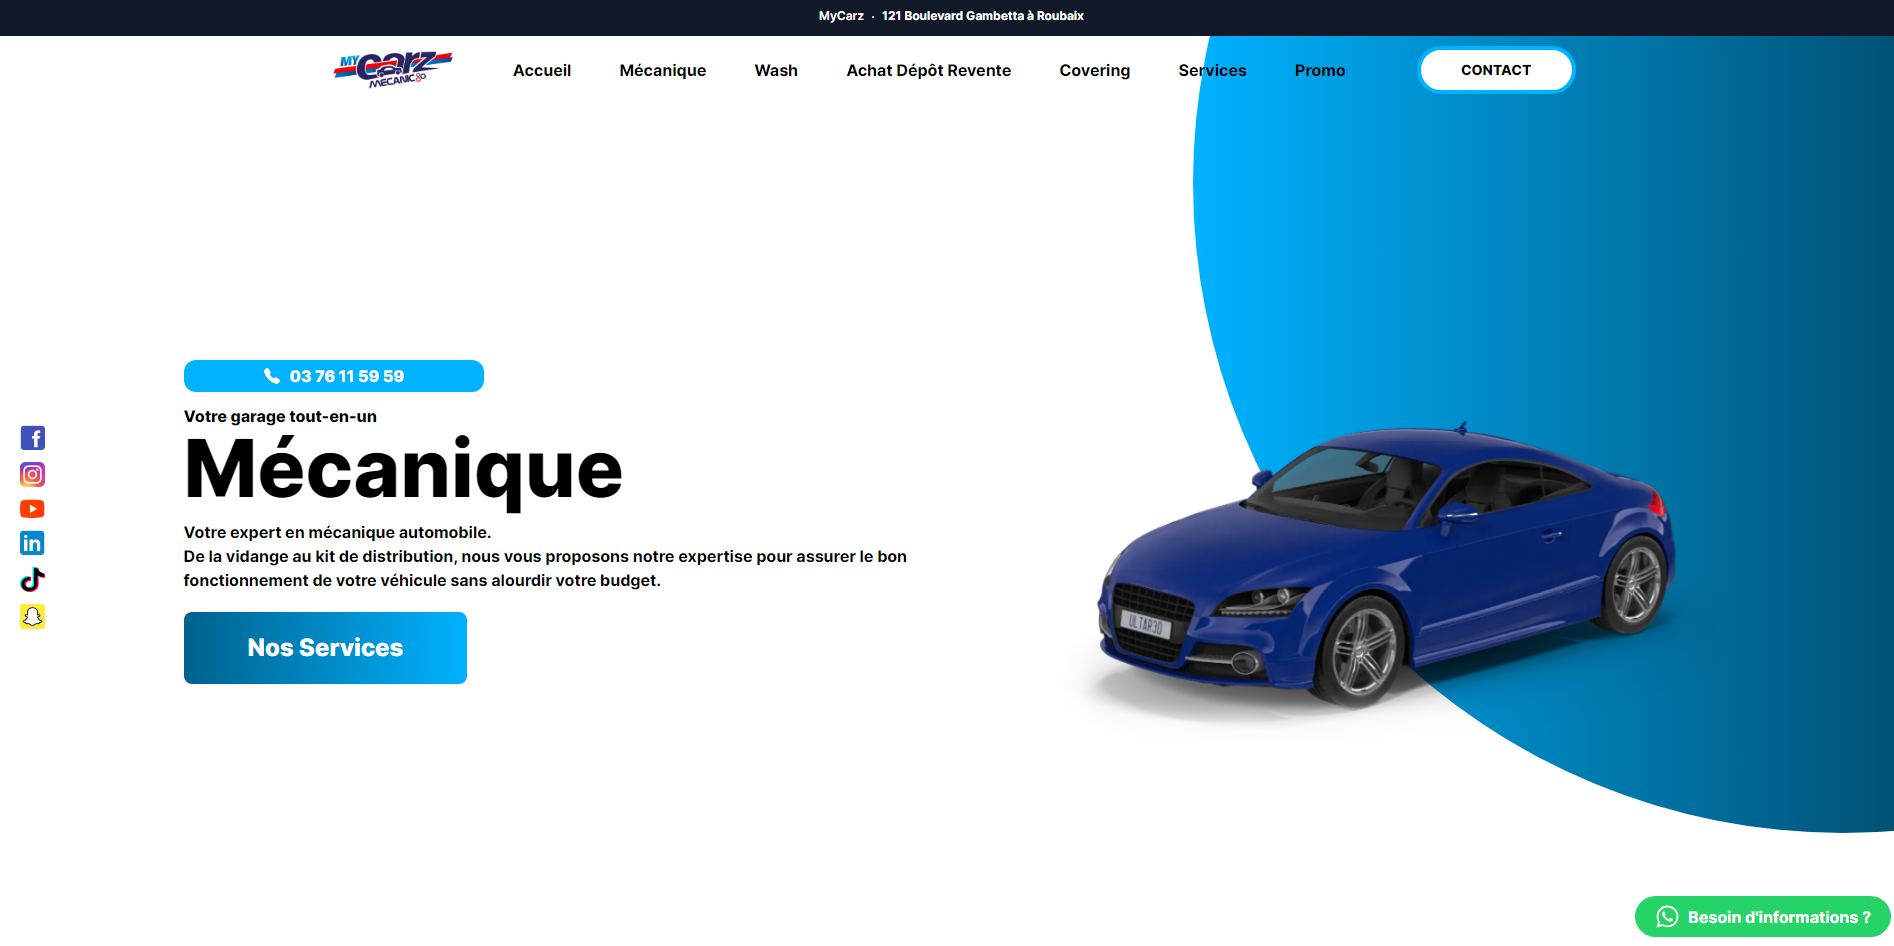 MyCarz · 121 Boulevard Gambetta à Roubaix
MY carz MECANIC
Accueil
Mécanique
Wash
Achat Dépôt Revente
Covering
Services
Promo
CONTACT
03 76 11 59 59
Votre garage tout-en-un
Mécanique
Votre expert en mécanique automobile.
De la vidange au kit de distribution, nous vous proposons notre expertise pour assurer le bon
fonctionnement de votre véhicule sans alourdir votre budget.
Nos Services
ULTAR3D
Besoin d'informations ?